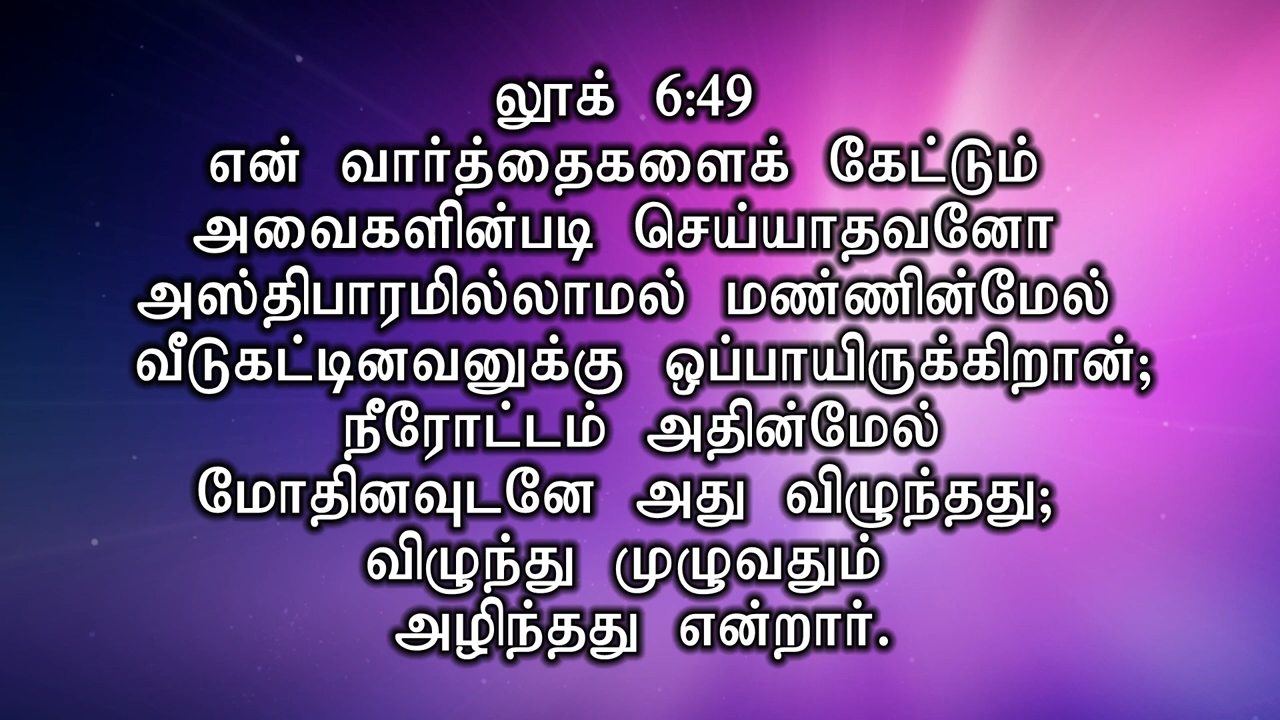 லூக் 6:49
என் வார்த்தைகளைக் கேட்டும்
அவைகளின்படி செய்யாதவனோ
அஸ்திபாரமில்லாமல் மண்ணின்மேல்
வீடுகட்டினவனுக்கு ஒப்பாயிருக்கிறான்;
நீரோட்டம் அதின்மேல்
மோதினவுடனே அது விழுந்தது;
விழுந்து முழுவதும்
அழிந்தது என்றார்.